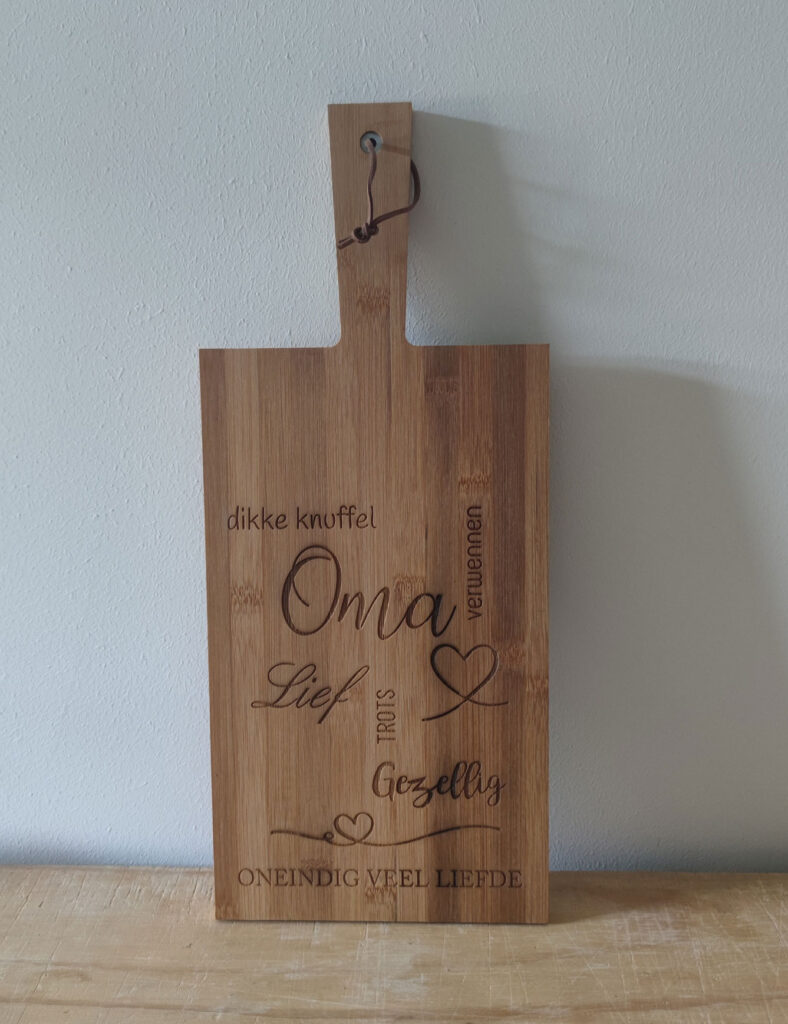 dikke knuffel
verwennen
Oma
Lief
TROTS
Gezellig
ONEINDIG VEEL LIEFDE